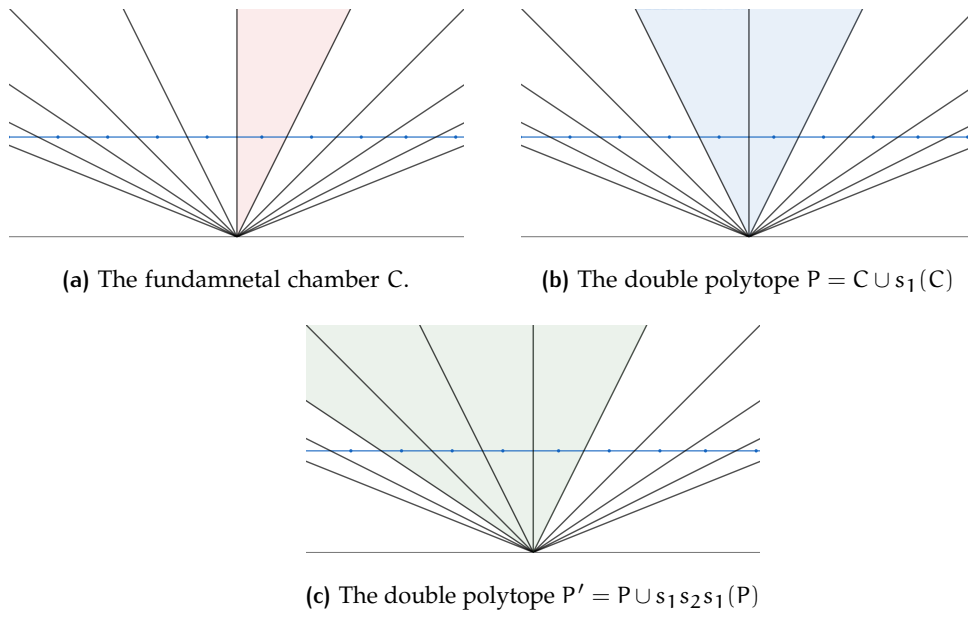 (a) The fundamnetal chamber C.
(b) The double polytope P = C ∪ s₁(C)
(c) The double polytope P′ = P ∪ s₁s₂s₁(P)